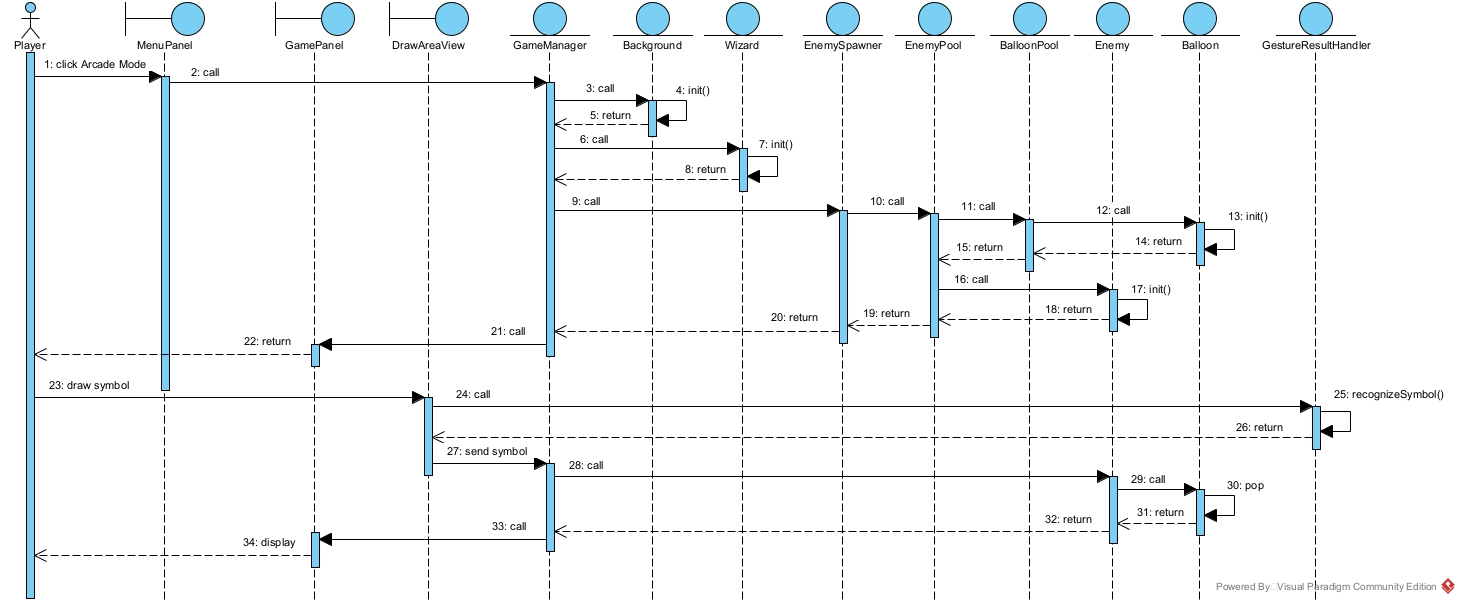 Player
MenuPanel
GamePanel
DrawAreaView
GameManager
Background
Wizard
EnemySpawner
EnemyPool
BalloonPool
Enemy
Balloon
GestureResultHandler
1: click Arcade Mode
2: call
3: call
4: init()
5: return
6: call
7: init()
8: return
9: call
10: call
11: call
12: call
13: init()
14: return
15: return
16: call
17: init()
18: return
19: return
20: return
21: call
22: return
23: draw symbol
24: call
25: recognizeSymbol()
26: return
27: send symbol
28: call
29: call
30: pop
31: return
32: return
33: call
34: display
Powered By Visual Paradigm Community Edition